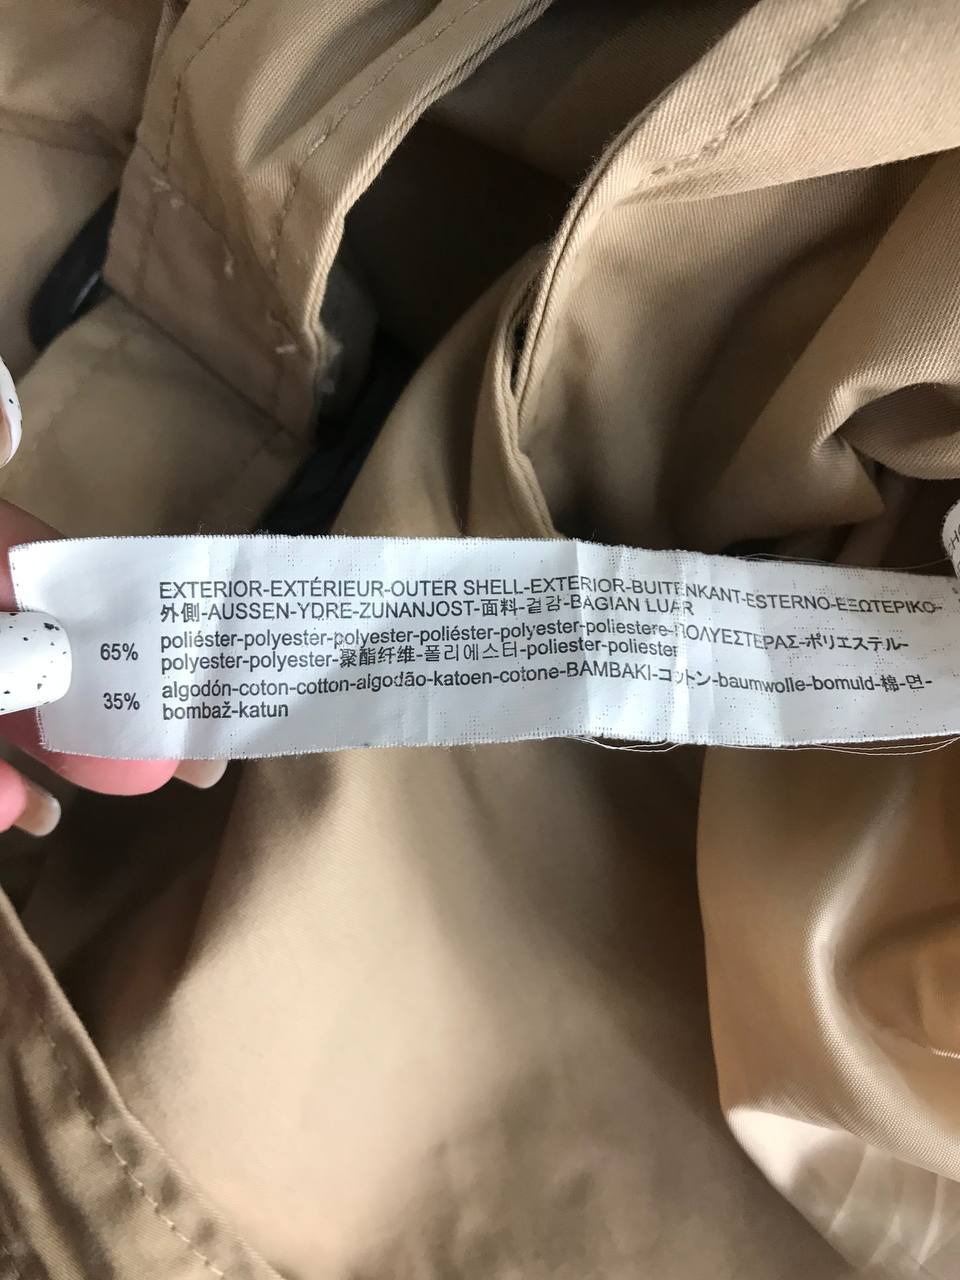 EXTERIOR-EXTÉRIEUR-OUTER SHELL-EXTERIOR-BUITENKANT-ESTERNO-ΕΞΩΤΕΡΙΚΟ-
外側-AUSSEN-YDRE-ZUNANJOST-面料-겉감-BAGIAN LUAR
65% poliéster-polyester-polyester-poliéster-polyester-poliestere-ΠΟΛΥΕΣΤΕΡΑΣ-ポリエステル-
polyester-polyester-聚酯纤维-폴리에스터-poliester-poliester
35% algodón-coton-cotton-algodão-katoen-cotone-BAMBAKI-コットン-baumwolle-bomuld-棉-면-
bombaž-katun